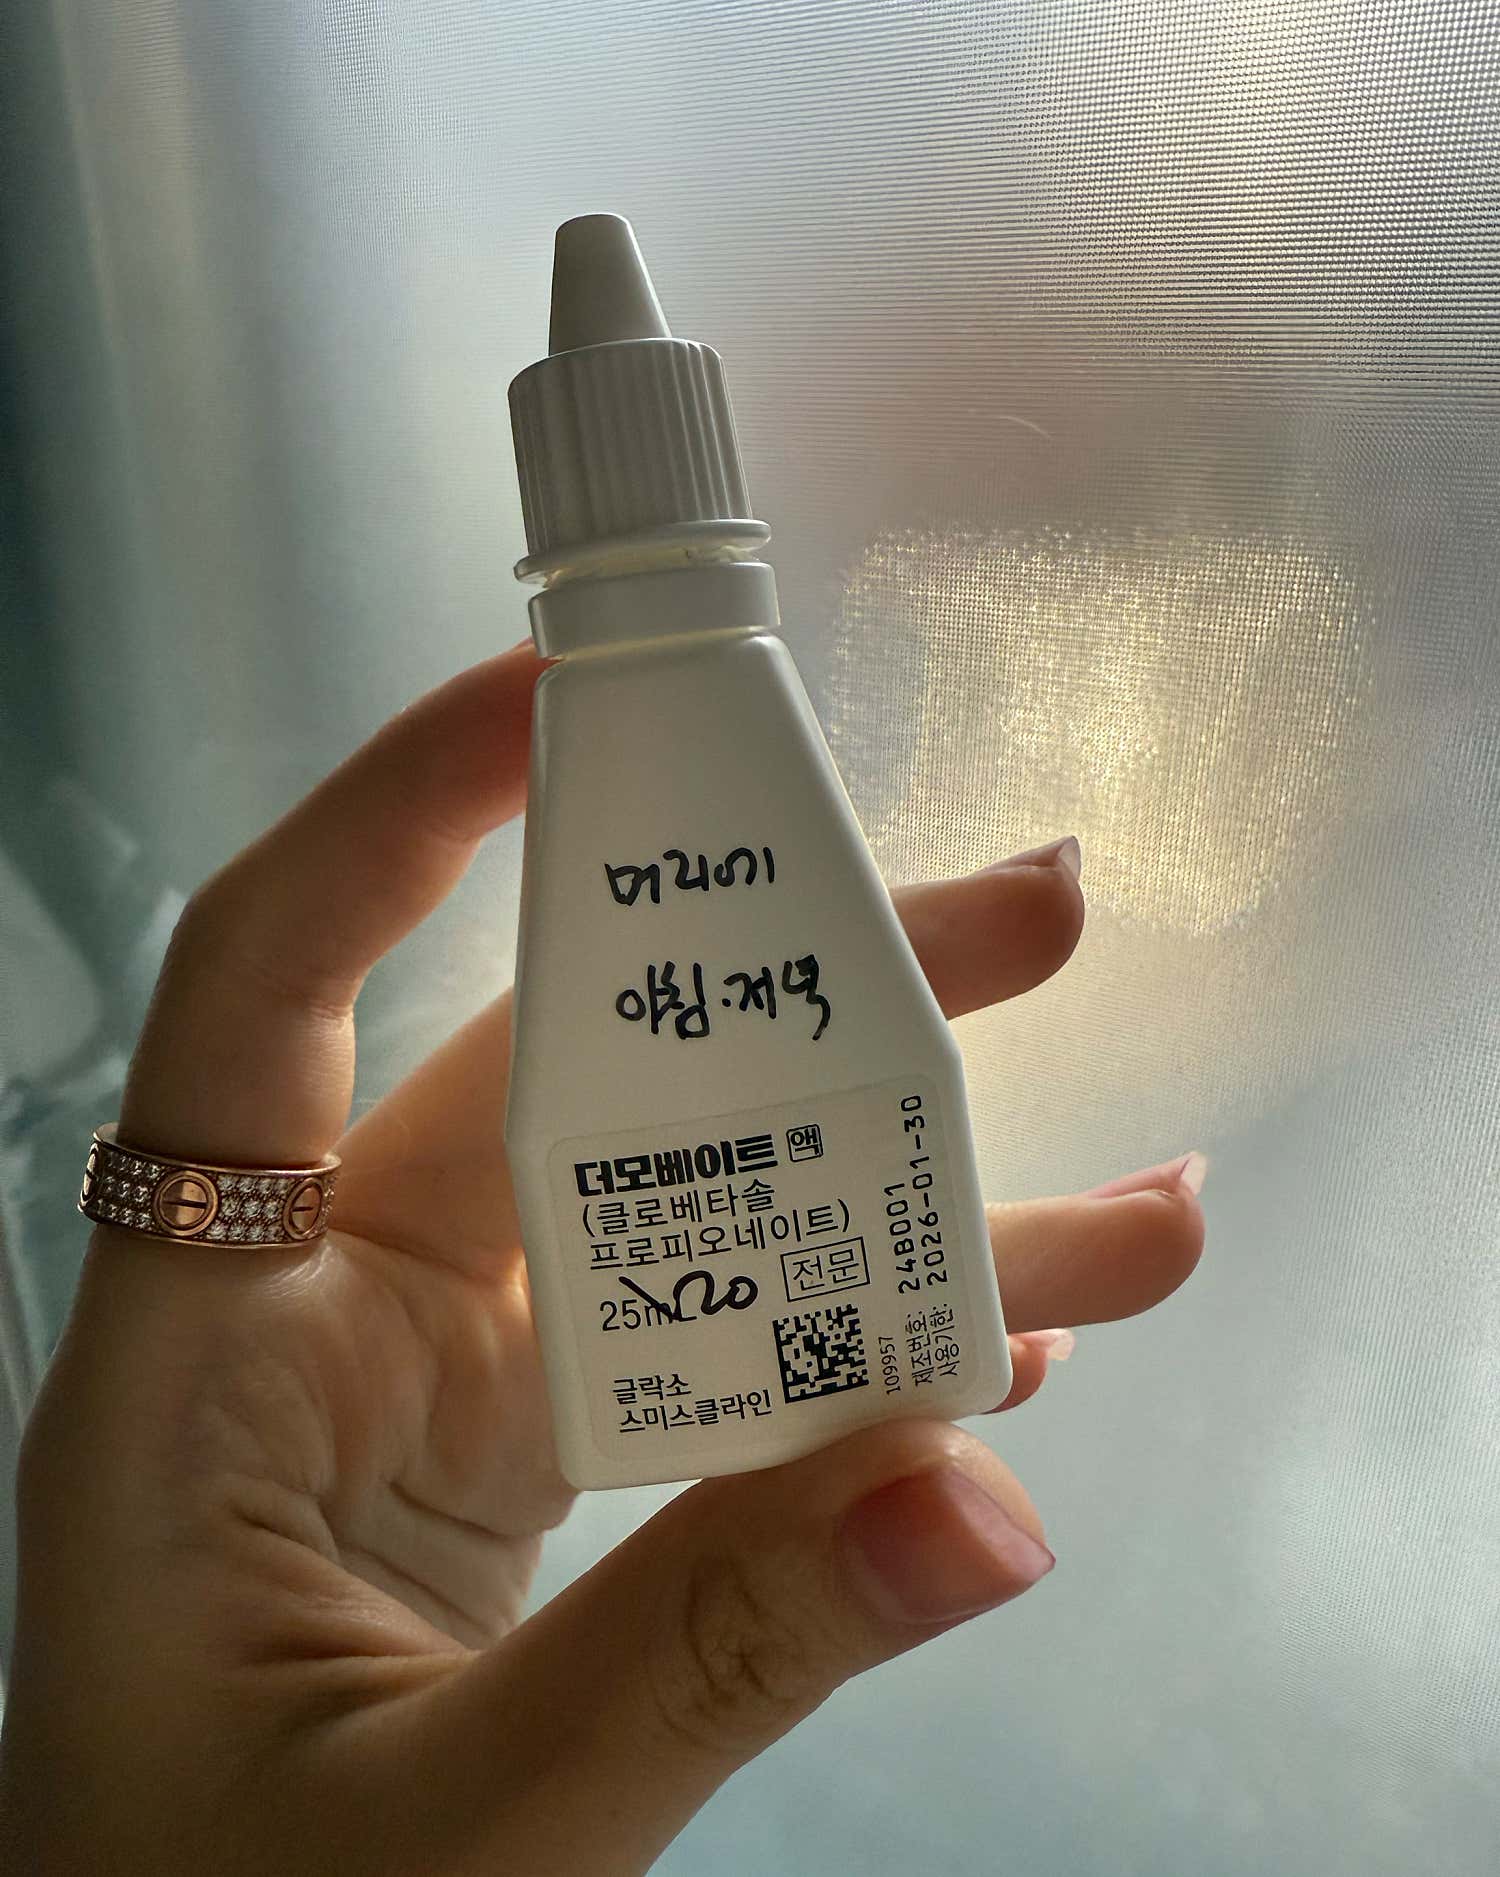 머리에
아침·저녁
더모베이트 액
(클로베타솔
프로피오네이트)
25mL 20 전문
글락소
스미스클라인
109957
제조번호: 24B001
사용기한: 2026-01-30